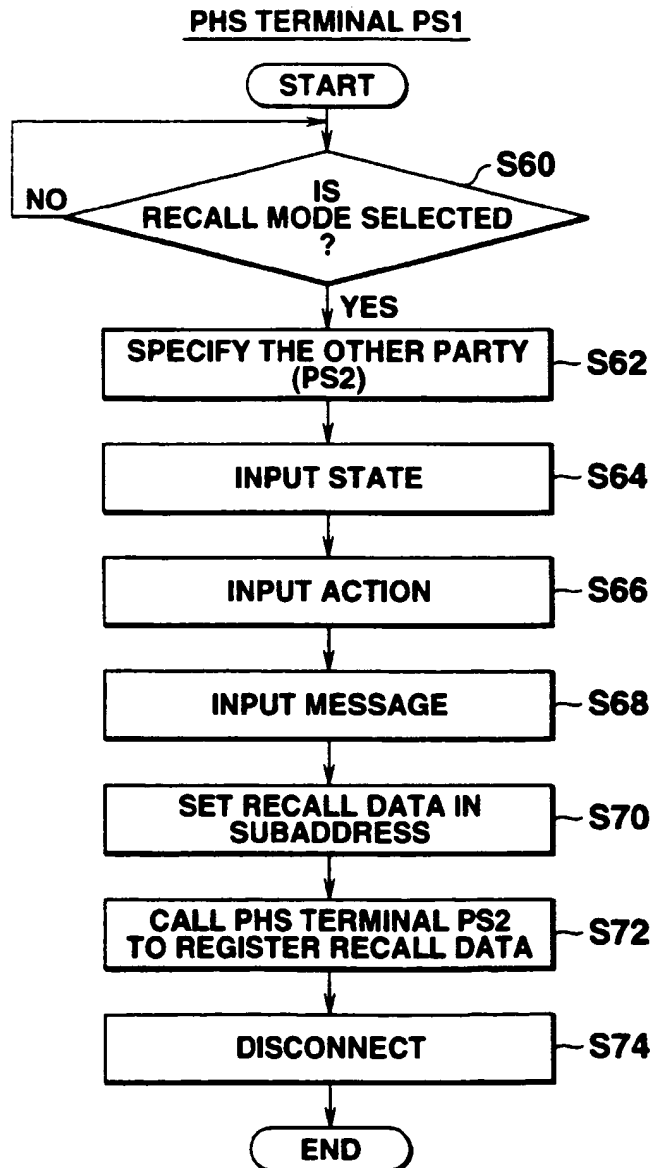 PHS TERMINAL PS1
START
S60
IS
RECALL MODE SELECTED
?
NO
YES
SPECIFY THE OTHER PARTY
(PS2)
S62
INPUT STATE
S64
INPUT ACTION
S66
INPUT MESSAGE
S68
SET RECALL DATA IN
SUBADDRESS
S70
CALL PHS TERMINAL PS2
TO REGISTER RECALL DATA
S72
DISCONNECT
S74
END